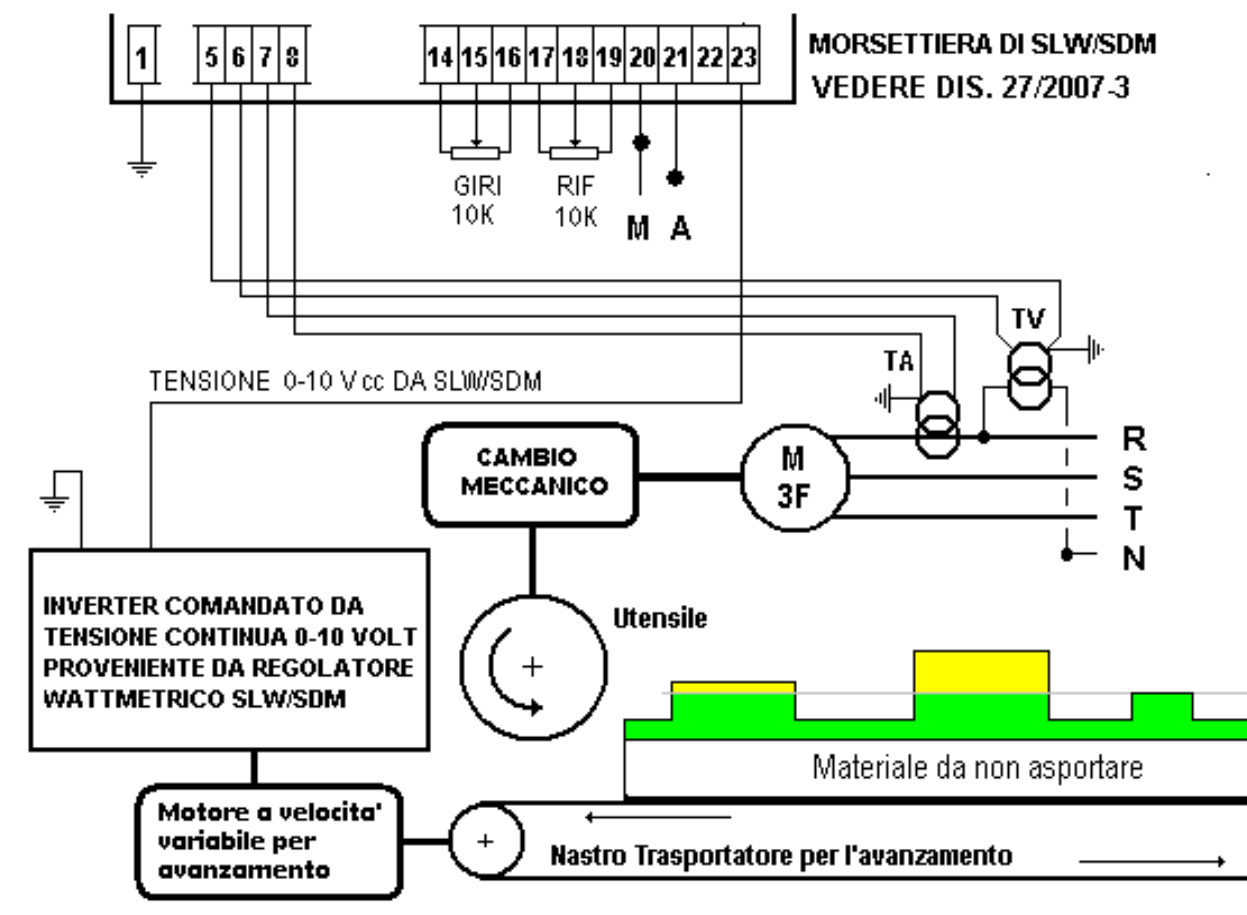 1 5 6 7 8 14 15 16 17 18 19 20 21 22 23
MORSETTIERA DI SLW/SDM
VEDERE DIS. 27/2007-3
GIRI
10K
RIF
10K
M A
TV
TA
TENSIONE 0-10 V cc DA SLW/SDM
R
S
T
N
CAMBIO
MECCANICO
M
3F
INVERTER COMANDATO DA
TENSIONE CONTINUA 0-10 VOLT
PROVENIENTE DA REGOLATORE
WATTMETRICO SLW/SDM
Utensile
Materiale da non asportare
Motore a velocita'
variabile per
avanzamento
Nastro Trasportatore per l'avanzamento